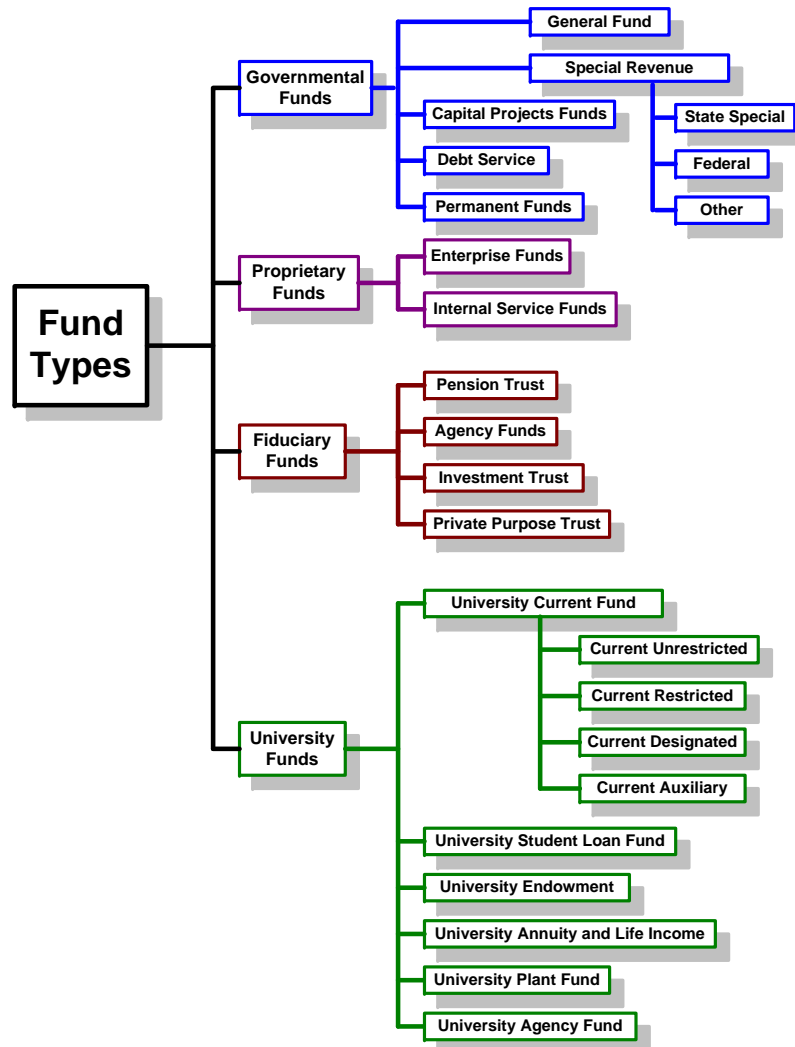 General Fund
Special Revenue
Governmental
Funds
Capital Projects Funds
State Special
Debt Service
Federal
Permanent Funds
Other
Enterprise Funds
Proprietary
Funds
Internal Service Funds
Fund
Types
Pension Trust
Agency Funds
Fiduciary
Funds
Investment Trust
Private Purpose Trust
University Current Fund
Current Unrestricted
Current Restricted
University
Funds
Current Designated
Current Auxiliary
University Student Loan Fund
University Endowment
University Annuity and Life Income
University Plant Fund
University Agency Fund